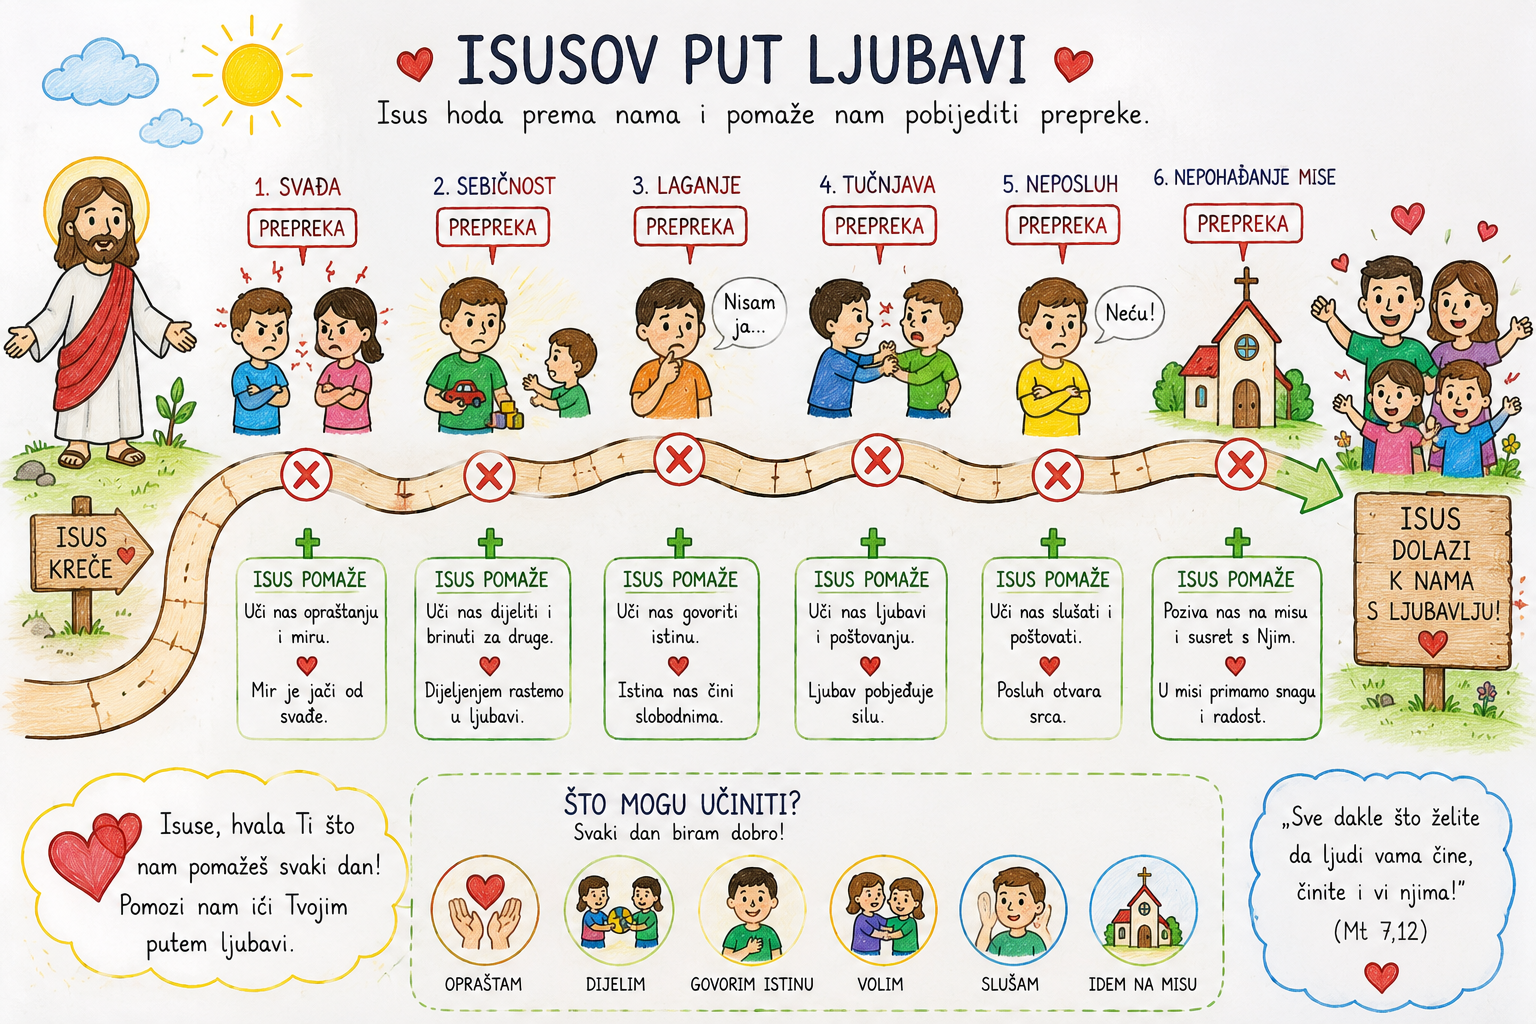 ISUSOV PUT LJUBAVI
Isus hoda prema nama i pomaže nam pobijediti prepreke.
1. SVAĐA
PREPREKA
2. SEBIČNOST
PREPREKA
3. LAGANJE
PREPREKA
Nisam
ja...
4. TUČNJAVA
PREPREKA
5. NEPOSLUH
PREPREKA
Neću!
6. NEPOHAĐANJE MISE
PREPREKA
ISUS
KREĆE
ISUS
DOLAZI
K NAMA
S LJUBAVLJU!
ISUS POMAŽE
Uči nas opraštanju
i miru.
Mir je jači od
svađe.
ISUS POMAŽE
Uči nas dijeliti i
brinuti za druge.
Dijeljenjem rastemo
u ljubavi.
ISUS POMAŽE
Uči nas govoriti
istinu.
Istina nas čini
slobodnima.
ISUS POMAŽE
Uči nas ljubavi
i poštovanju.
Ljubav pobjeđuje
silu.
ISUS POMAŽE
Uči nas slušati i
poštovati.
Posluh otvara
srca.
ISUS POMAŽE
Poziva nas na misu
i susret s Njim.
U misi primamo snagu
i radost.
Isuse, hvala Ti što
nam pomažeš svaki dan!
Pomozi nam ići Tvojim
putem ljubavi.
ŠTO MOGU UČINITI?
Svaki dan biram dobro!
OPRAŠTAM
DIJELIM
GOVORIM ISTINU
VOLIM
SLUŠAM
IDEM NA MISU
„Sve dakle što želite
da ljudi vama čine,
činite i vi njima!"
(Mt 7,12)